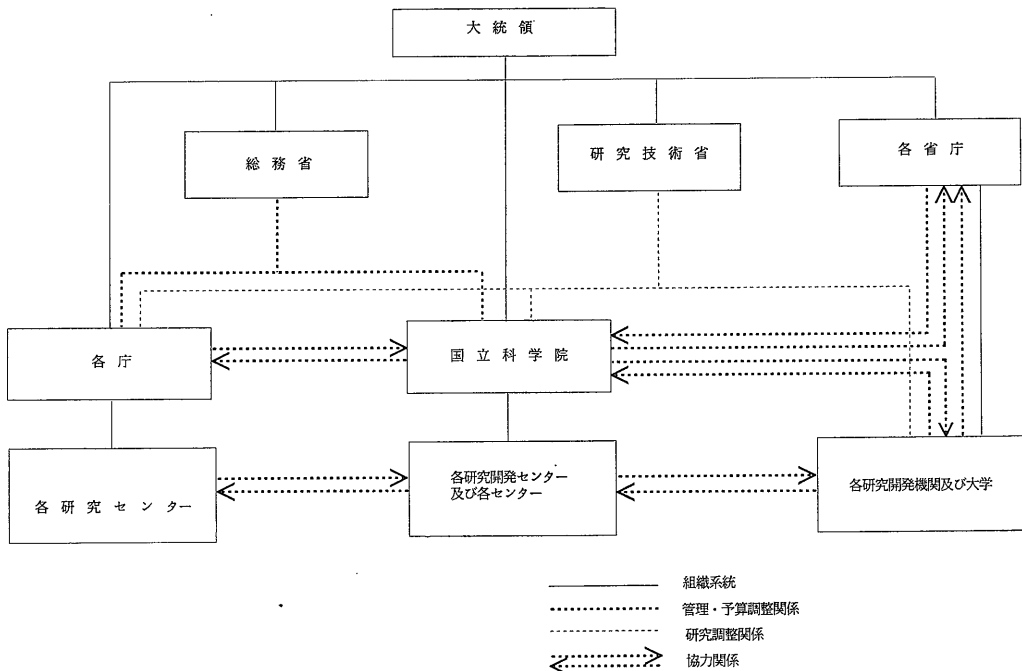 大統領
総務省
研究技術省
各省庁
各庁
国立科学院
各研究センター
各研究開発センター
及び各センター
各研究開発機関及び大学
組織系統
管理・予算調整関係
研究調整関係
協力関係